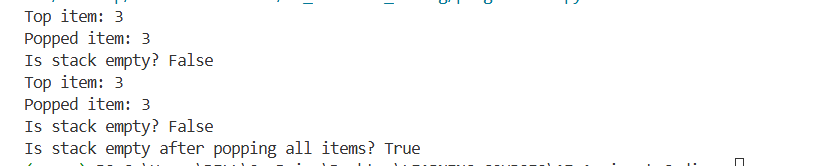 Top item: 3
Popped item: 3
Is stack empty? False
Top item: 3
Popped item: 3
Is stack empty? False
Is stack empty after popping all items? True